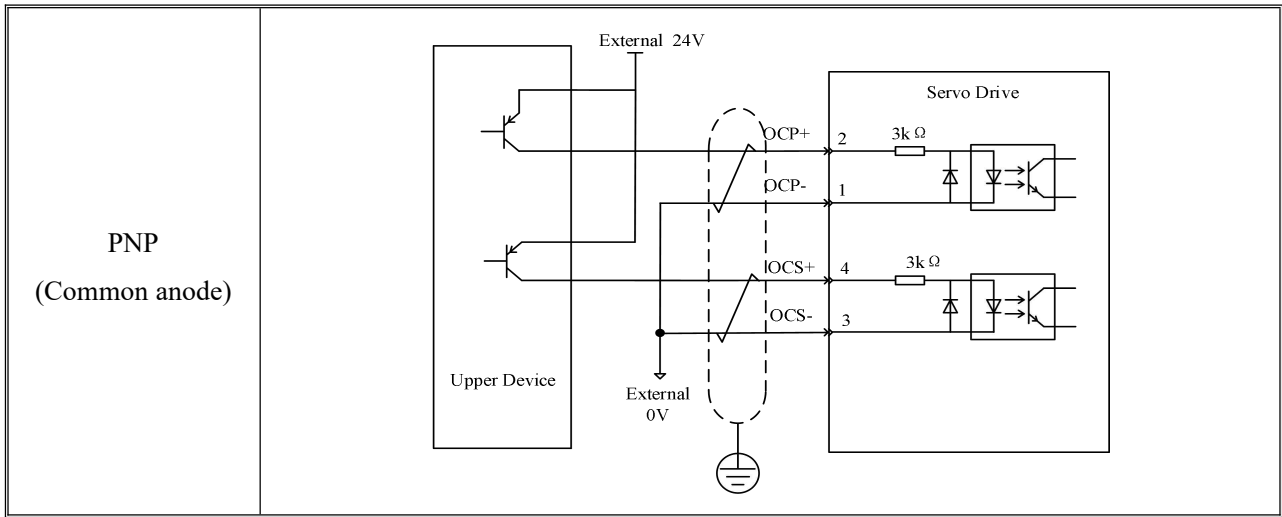 PNP
(Common anode)
External 24V
Servo Drive
OCP+
2
3kΩ
OCP-
1
OCS+
4
3kΩ
OCS-
3
Upper Device
External
0V